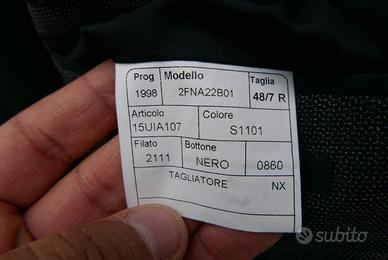 Prog Modello Taglia
1998 2FNA22B01 48/7 R
Articolo Colore
15UIA107 S1101
Filato Bottone
2111 NERO 0860
TAGLIATORE NX
subito